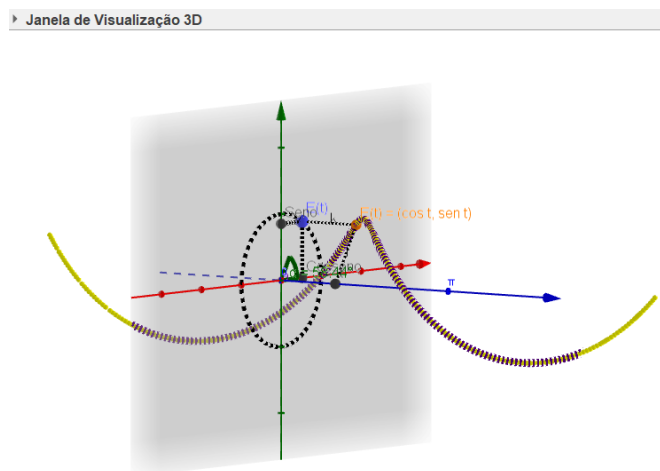 Janela de Visualização 3D
Seno
E(t)
E(t) = (cos t, sen t)
π